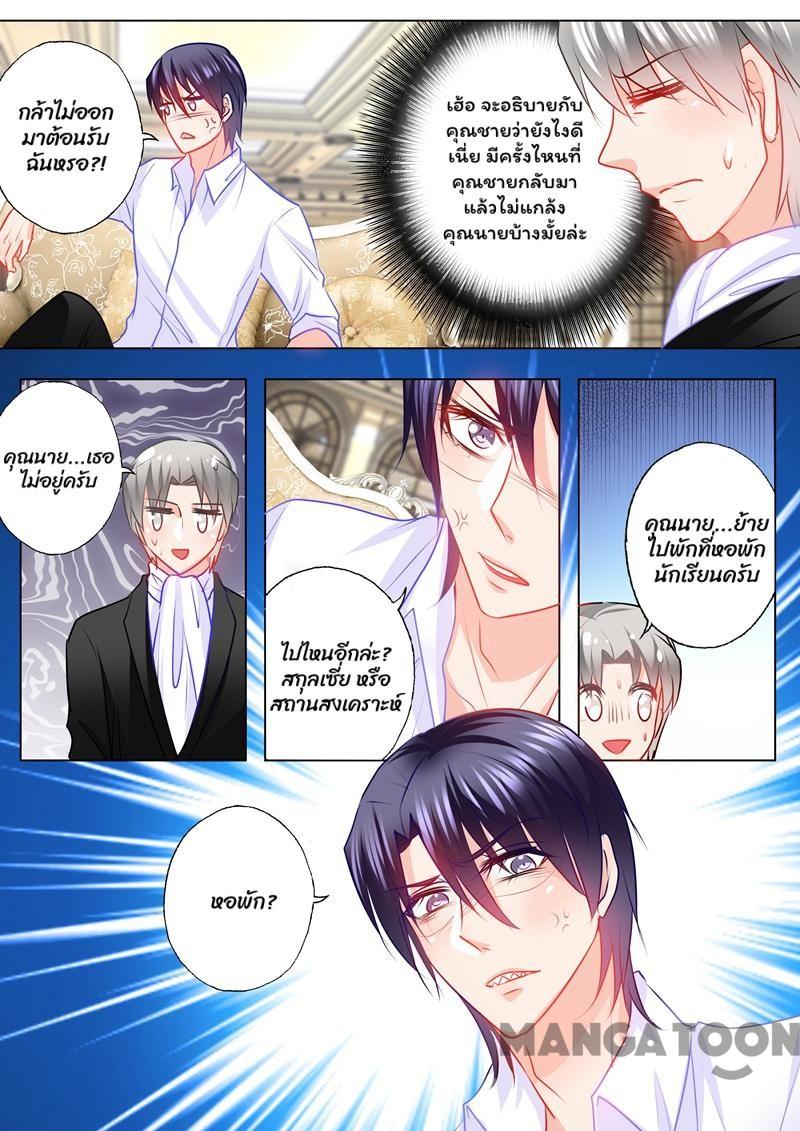 กล้าไม่ออก
มาต้อนรับ
ฉันหรอ?!
เฮ้อ จะอธิบายกับ
คุณชายว่ายังไงดี
เนี่ย มีครั้งไหนที่
คุณชายกลับมา
แล้วไม่แกล้ง
คุณนายบ้างมั้ยล่ะ
คุณนาย...เธอ
ไม่อยู่ครับ
ไปไหนอีกล่ะ?
สกุลเซี่ย หรือ
สถานสงเคราะห์
คุณนาย...ย้าย
ไปพักที่หอพัก
นักเรียนครับ
หอพัก?
MANGATOON